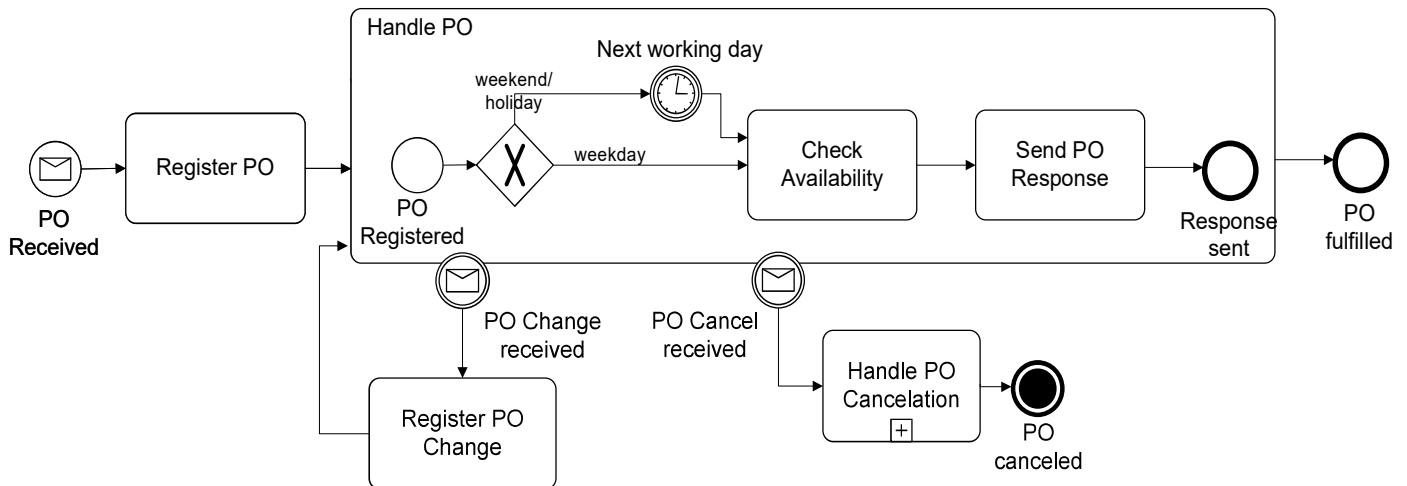 Handle PO
Next working day
weekend/
holiday
Register PO
weekday
Check
Availability
Send PO
Response
PO
Received
PO
Registered
Response
sent
PO
fulfilled
PO Change
received
PO Cancel
received
Register PO
Change
Handle PO
Cancelation
PO
canceled